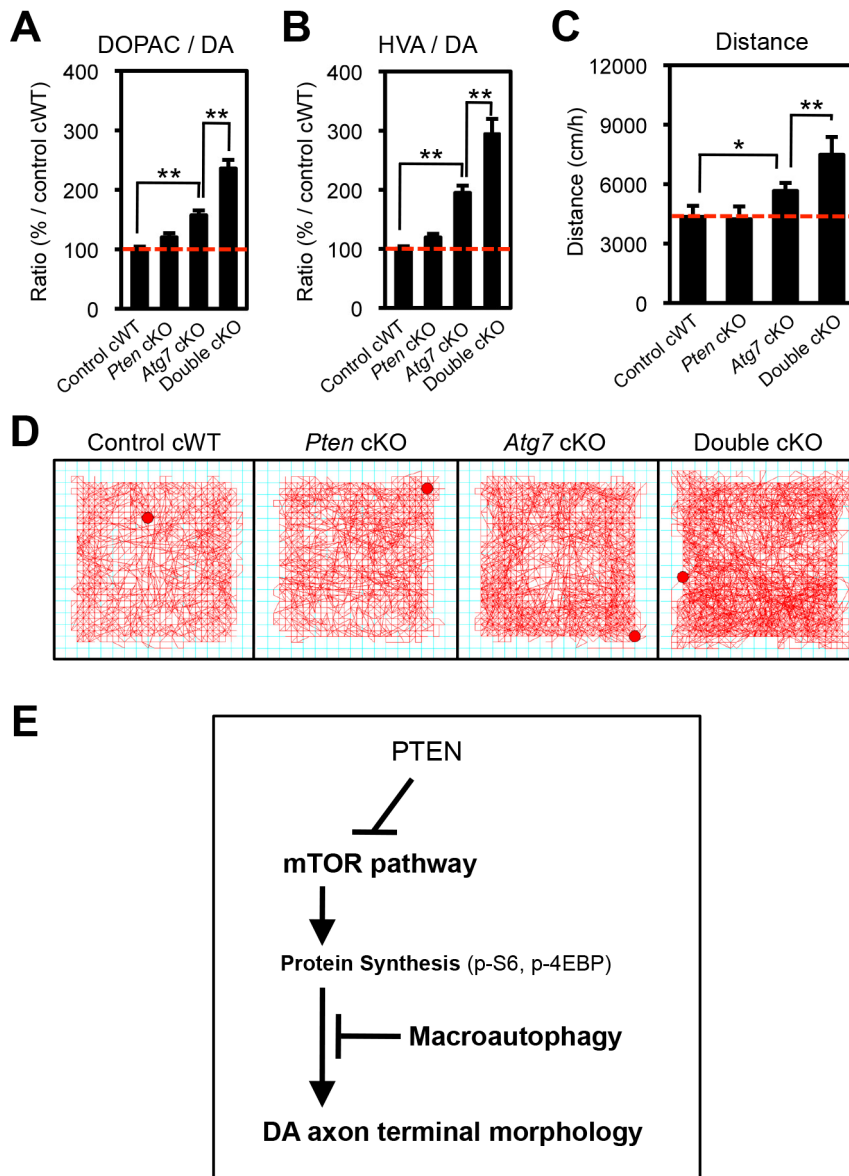 A
DOPAC / DA
Ratio (% / control cWT)
400
300
200
100
0
**
**
Control cWT
Pten cKO
Atg7 cKO
Double cKO
B
HVA / DA
Ratio (% / control cWT)
400
300
200
100
0
**
**
Control cWT
Pten cKO
Atg7 cKO
Double cKO
C
Distance
Distance (cm/h)
12000
9000
6000
3000
0
*
**
Control cWT
Pten cKO
Atg7 cKO
Double cKO
D
Control cWT
Pten cKO
Atg7 cKO
Double cKO
E
PTEN
mTOR pathway
Protein Synthesis (p-S6, p-4EBP)
Macroautophagy
DA axon terminal morphology